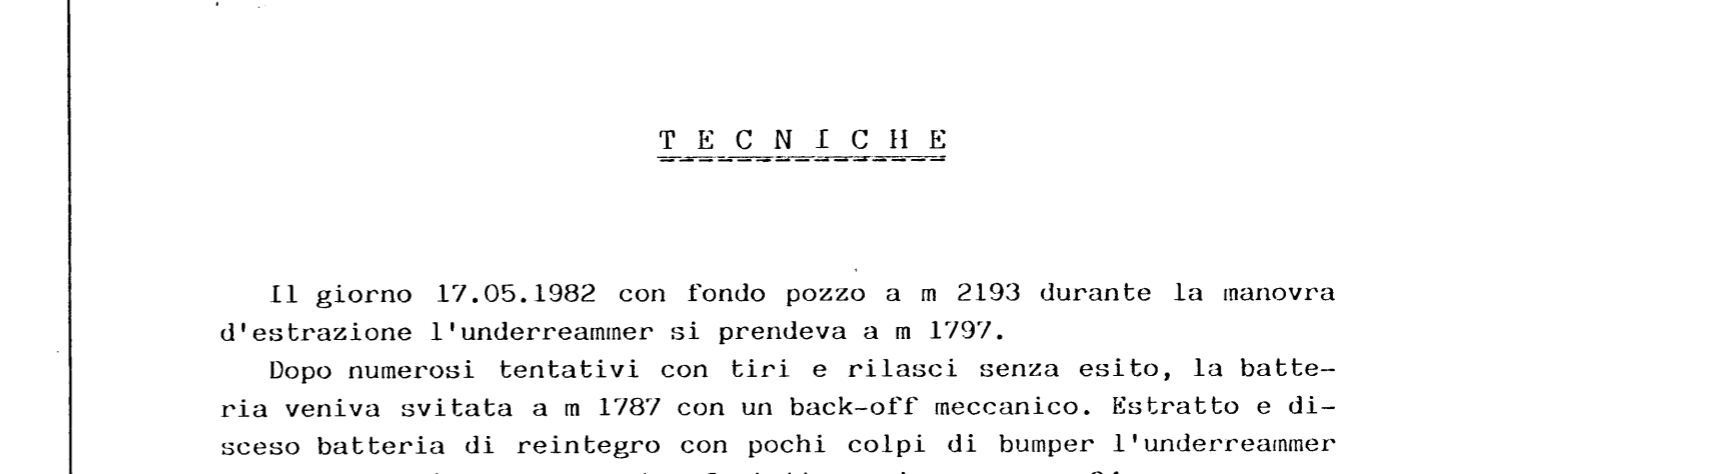 T E C N I C H E
Il giorno 17.05.1982 con fondo pozzo a m 2193 durante la manovra
d'estrazione l'underreammer si prendeva a m 1797.
Dopo numerosi tentativi con tiri e rilasci senza esito, la batte-
ria veniva svitata a m 1787 con un back-off meccanico. Estratto e di-
sceso batteria di reintegro con pochi colpi di bumper l'underreammer